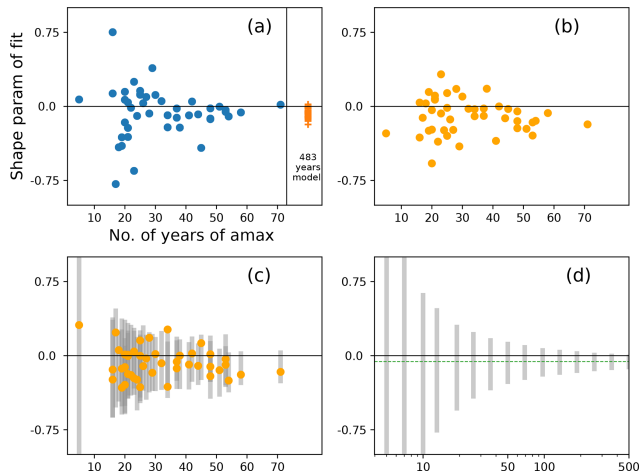 (a)
(b)
0.75
0.0
-0.75
Shape param of fit
483
years
model
10 20 30 40 50 60 70
No. of years of amax
0.75
0.0
-0.75
10 20 30 40 50 60 70
(c)
(d)
0.75
0.0
-0.75
10 20 30 40 50 60 70
0.75
0.0
-0.75
10 50 100 500